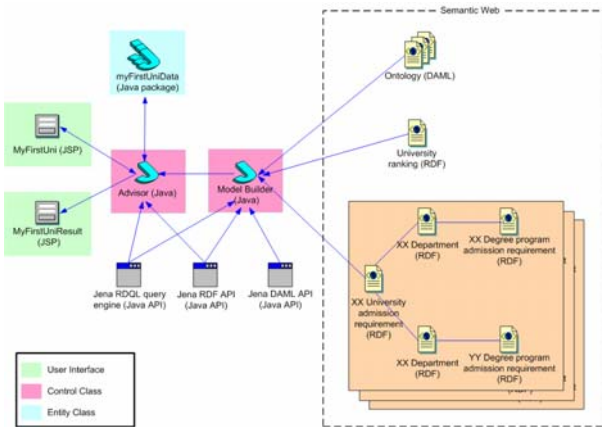 Semantic Web
myFirstUniData
(Java package)
Ontology (DAML)
MyFirstUni (JSP)
University
ranking (RDF)
Advisor (Java)
Model Builder
(Java)
MyFirstUniResult
(JSP)
XX Department
(RDF)
XX Degree program
admission requirement
(RDF)
Jena RDQL query
engine (Java API)
Jena RDF API
(Java API)
Jena DAML API
(Java API)
XX University
admission
requirement
(RDF)
XX Department
(RDF)
YY Degree program
admission requirement
(RDF)
User Interface
Control Class
Entity Class